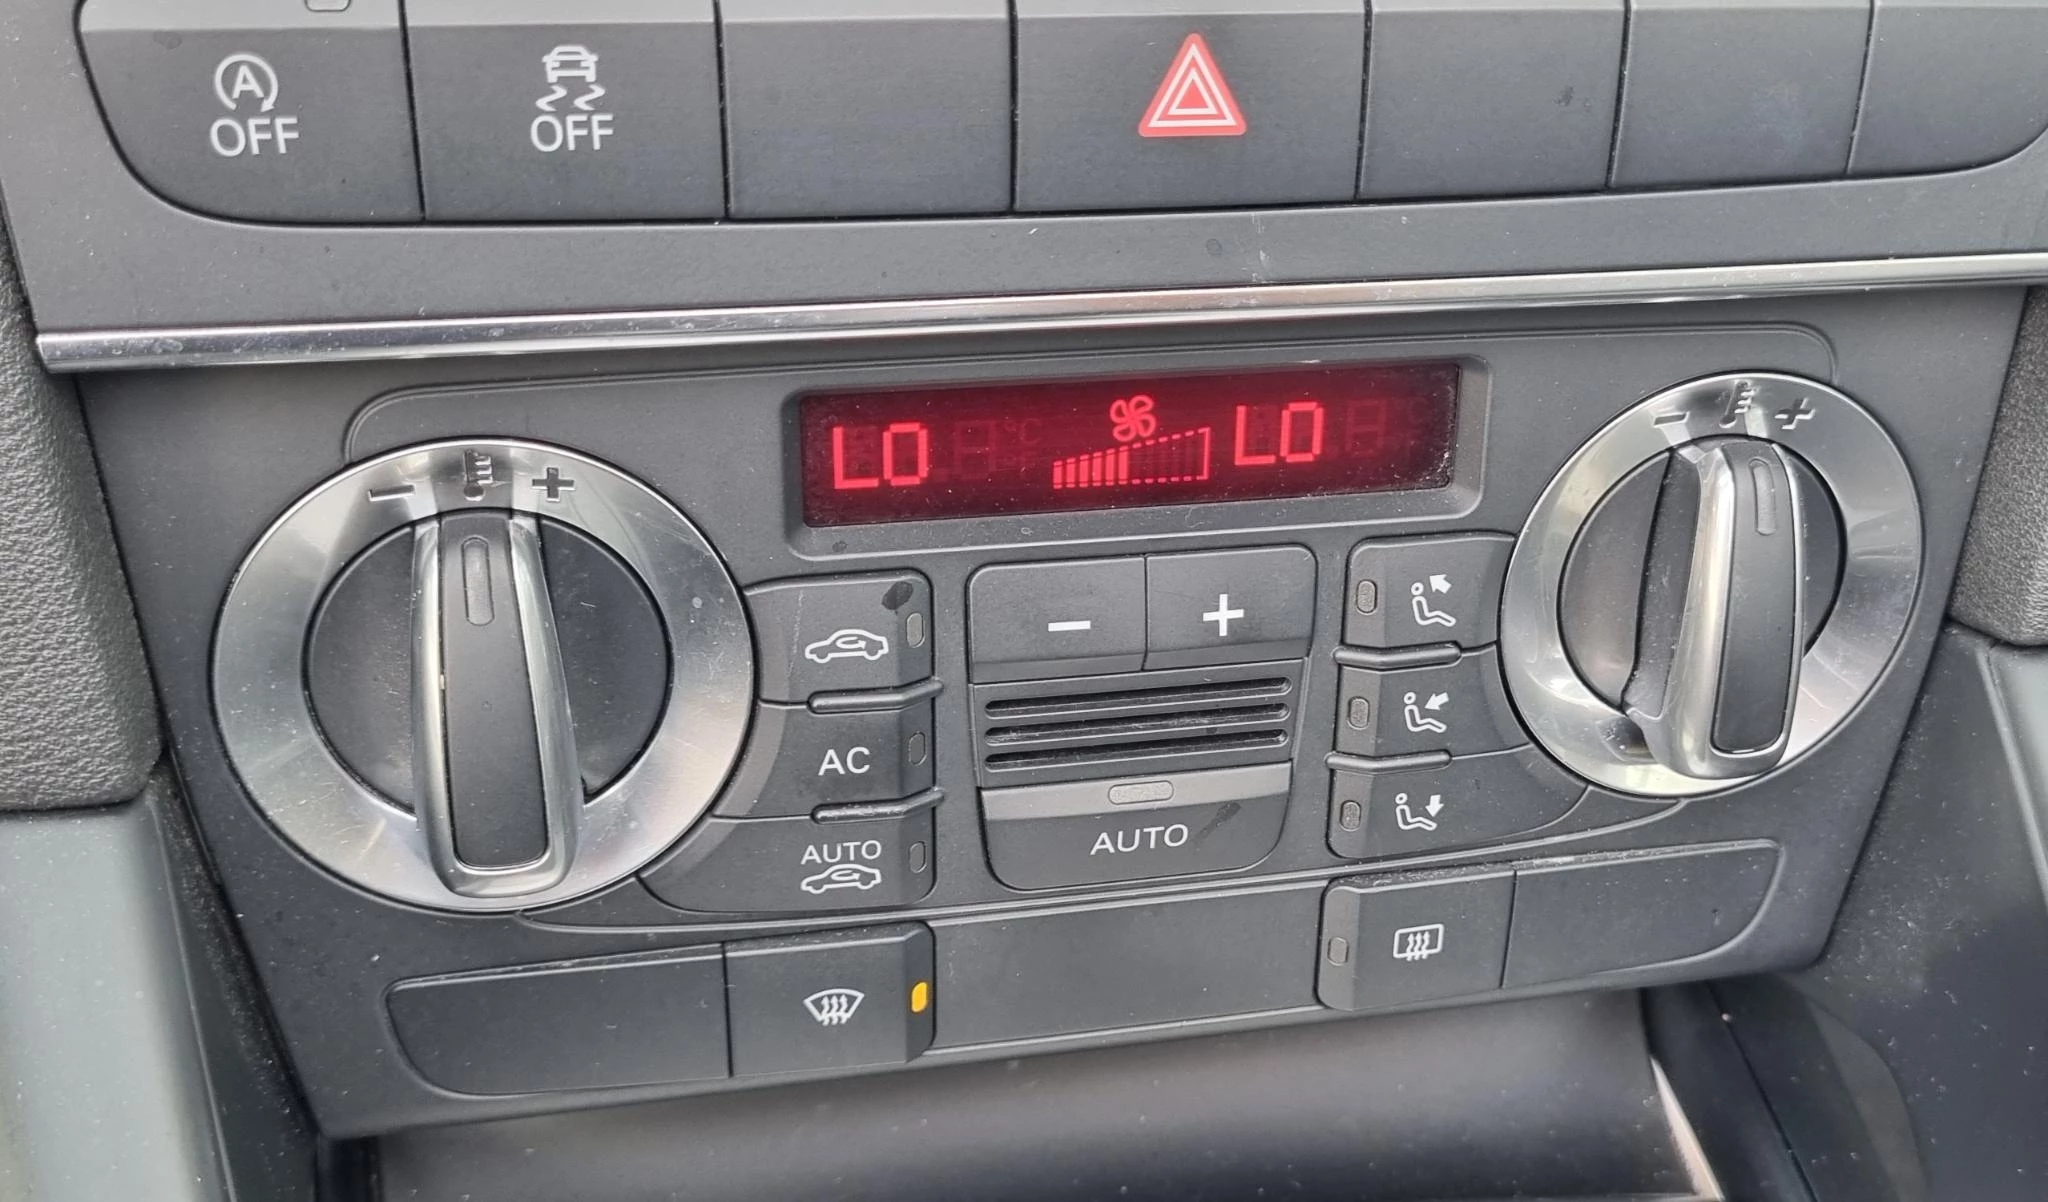 A
OFF
OFF
LO LO
- +
- +
- +
AC
AUTO
AUTO